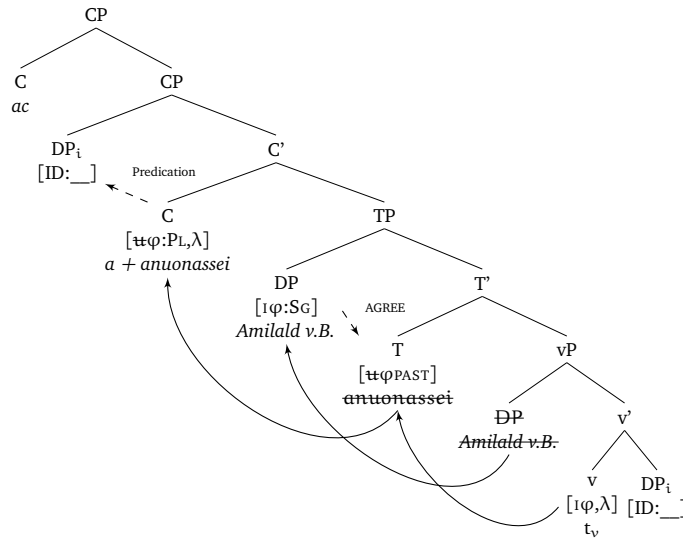 CP
C CP
ac
DPi C'
[ID:__] Predication
C TP
[uφ:PL,λ]
a + anuonassei
DP T'
[Iφ:SG] AGREE
Amilald v.B.
T vP
[uφPAST]
anuonassei
DP v'
Amilald v.B.
v DPi
[Iφ,λ] [ID:__]
tv